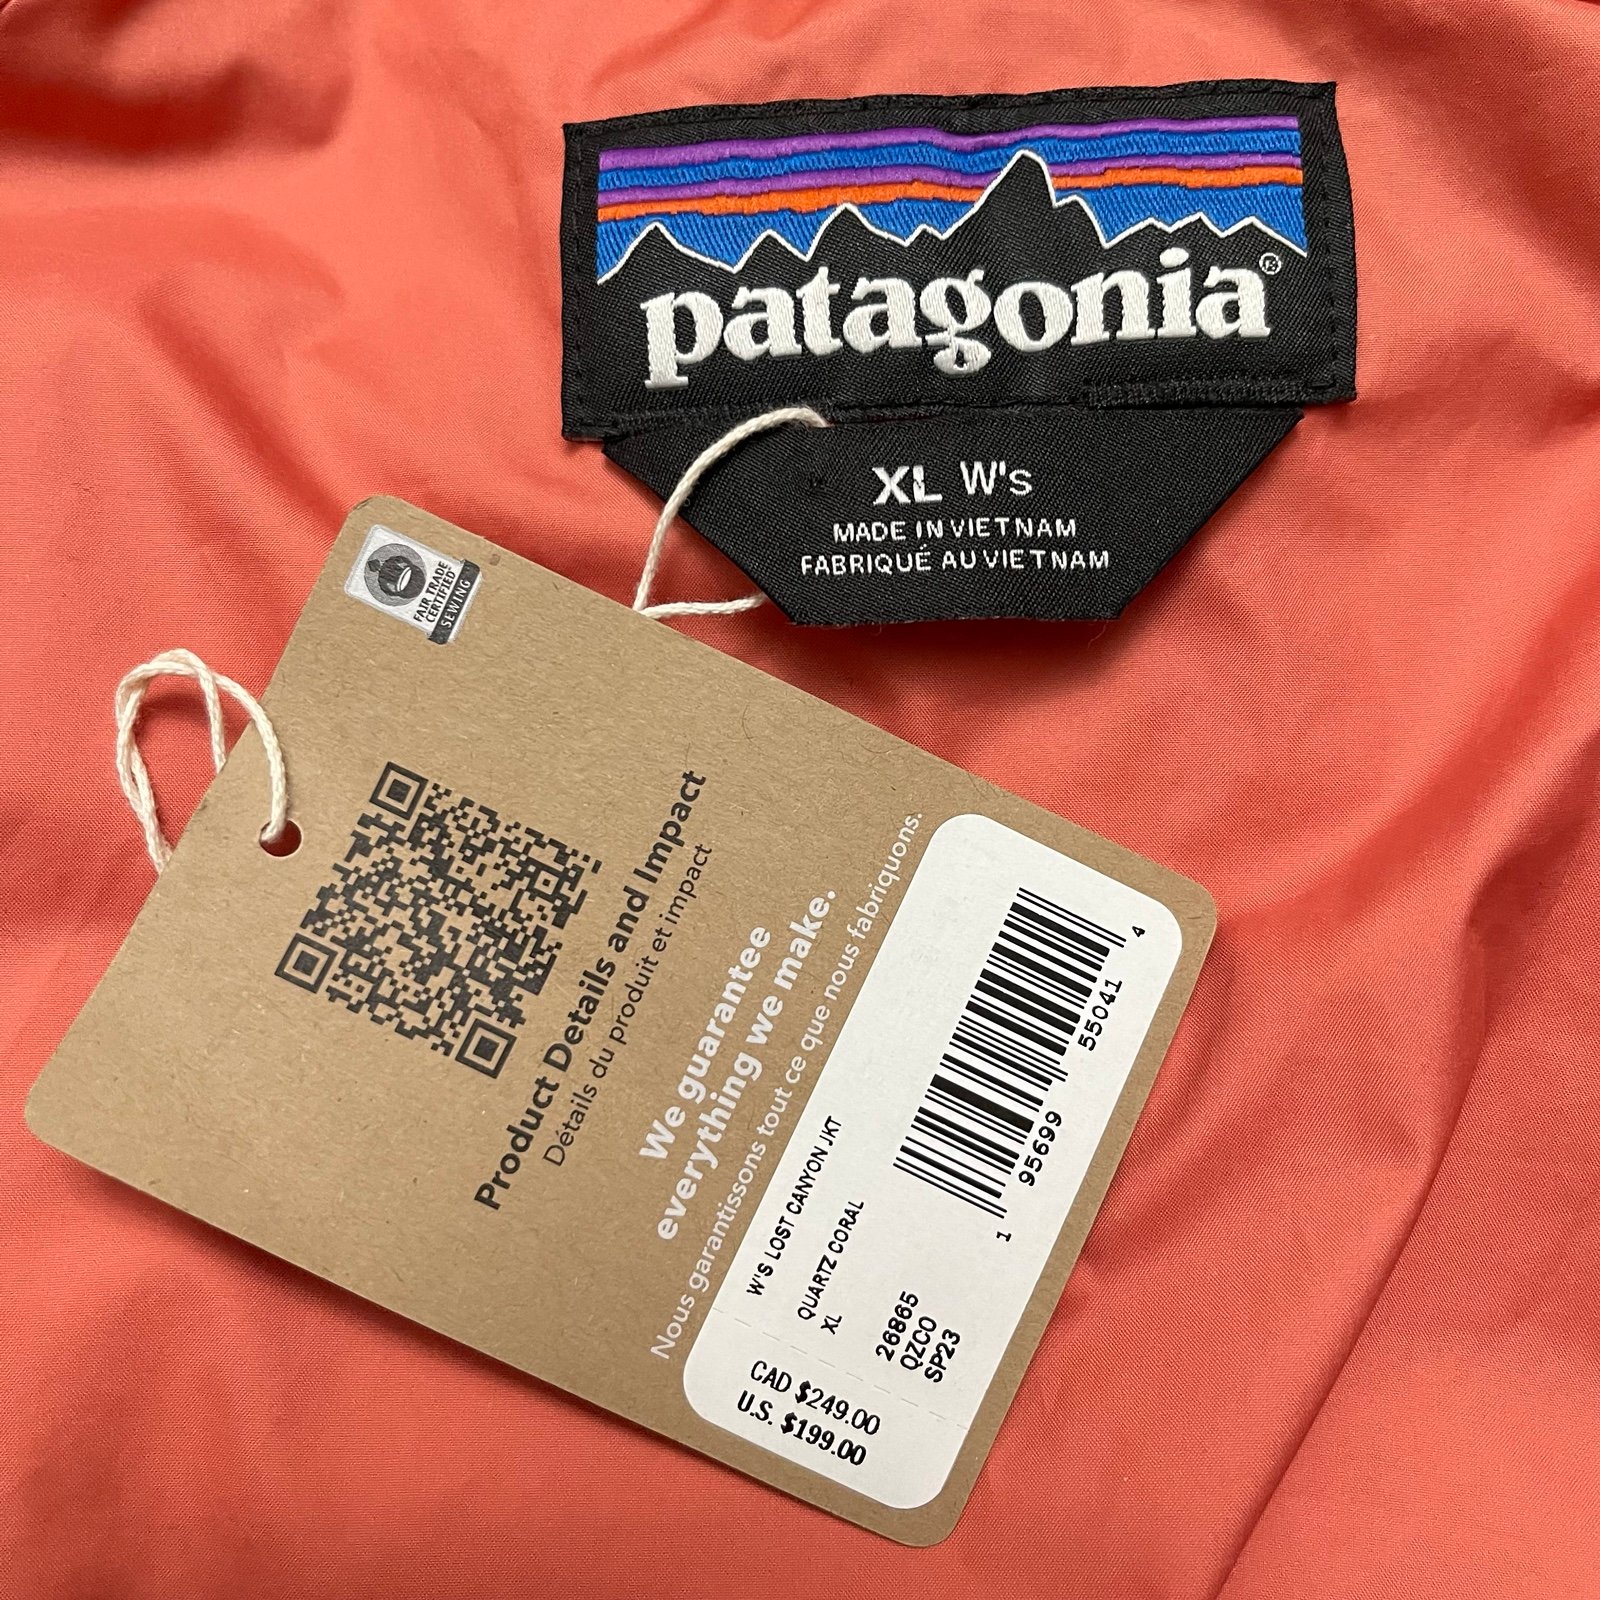 patagonia®
XL W's
MADE IN VIETNAM
FABRIQUÉ AU VIETNAM
FAIR TRADE
CERTIFIED
SEWING
Product Details and Impact
Détails du produit et impact
We guarantee
everything we make.
Nous garantissons tout ce que nous fabriquons.
1 95699 55041 4
W'S LOST CANYON JKT
QUARTZ CORAL
XL
26865
QZCO
SP23
CAD $249.00
U.S. $199.00